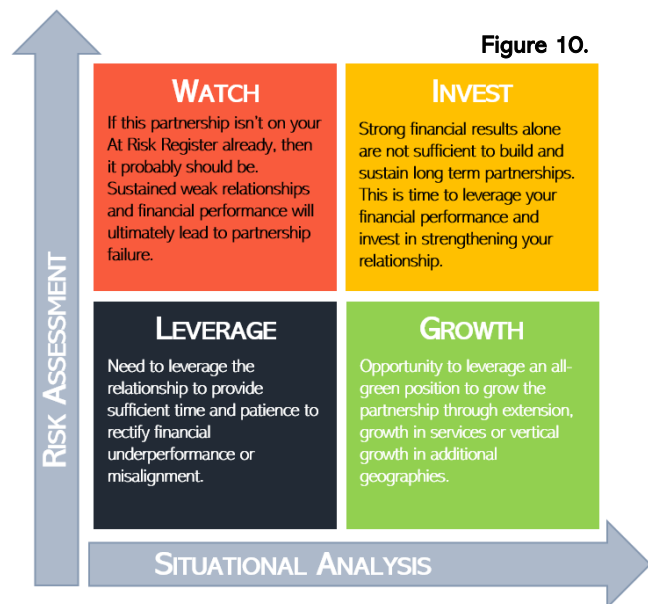 Figure 10.
WATCH
If this partnership isn't on your
At Risk Register already, then
it probably should be.
Sustained weak relationships
and financial performance will
ultimately lead to partnership
failure.
INVEST
Strong financial results alone
are not sufficient to build and
sustain long term partnerships.
This is time to leverage your
financial performance and
invest in strengthening your
relationship.
LEVERAGE
Need to leverage the
relationship to provide
sufficient time and patience to
rectify financial
underperformance or
misalignment.
GROWTH
Opportunity to leverage an all-
green position to grow the
partnership through extension,
growth in services or vertical
growth in additional
geographies.
RISK ASSESSMENT
SITUATIONAL ANALYSIS